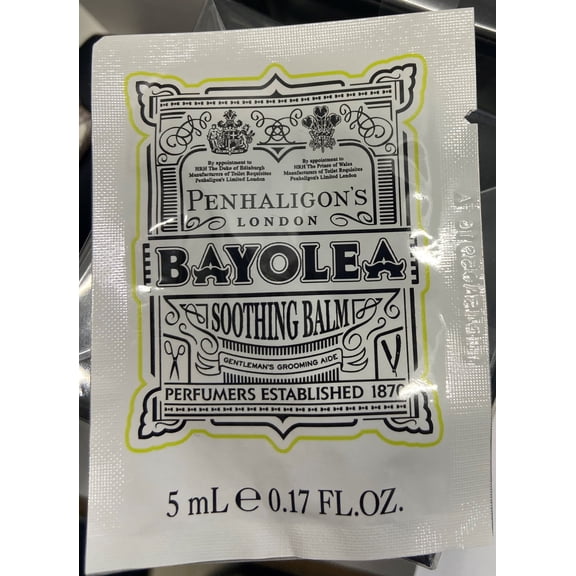 By appointment to
HRH The Duke of Edinburgh
Manufacturers of Toilet Requisites
Penhaligon's Limited London
By appointment to
HRH The Prince of Wales
Manufacturers of Toilet Requisites
Penhaligon's Limited London
PENHALIGON'S
LONDON
BAYOLEA
SOOTHING BALM
GENTLEMAN'S GROOMING AIDE
PERFUMERS ESTABLISHED 1870
5 mL e 0.17 FL.OZ.